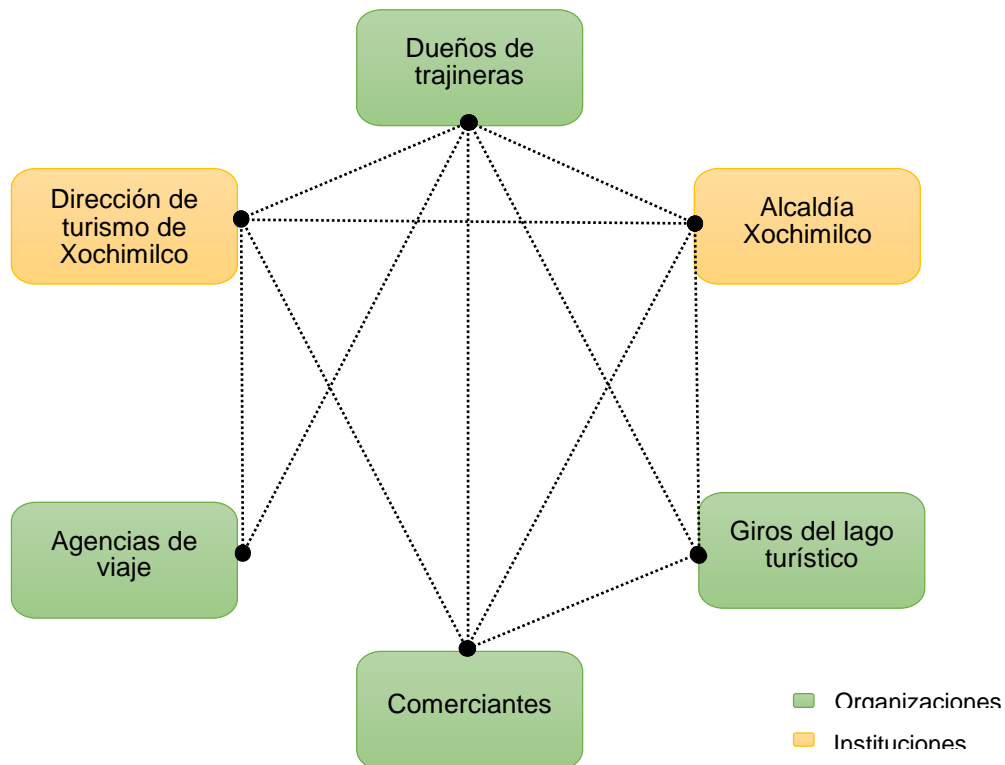 Dueños de
trajineras
Dirección de
turismo de
Xochimilco
Alcaldía
Xochimilco
Agencias de
viaje
Giros del lago
turístico
Comerciantes
Organizaciones
Instituciones